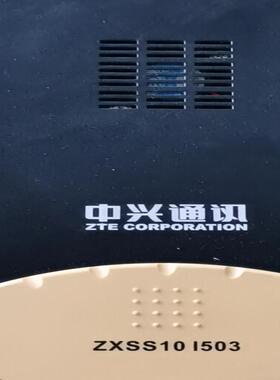 中兴通讯
ZTE CORPORATION
ZXSS10 I503